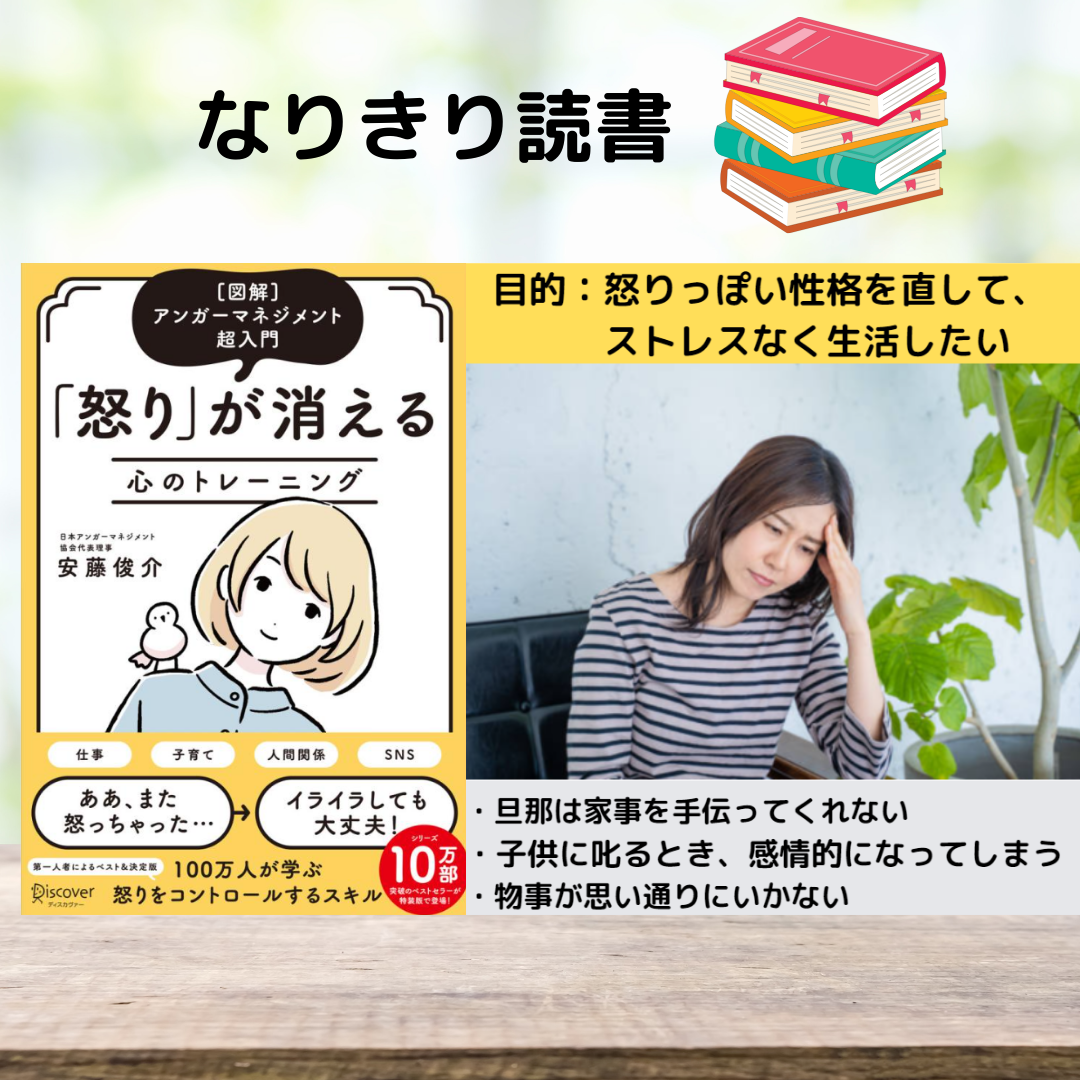 なりきり読書
[図解]
アンガーマネジメント
超入門
「怒り」が消える
心のトレーニング
日本アンガーマネジメント
協会代表理事
安藤俊介
仕事
子育て
人間関係
SNS
ああ、また
怒っちゃった…
イライラしても
大丈夫!
第一人者によるベスト&決定版
100万人が学ぶ
怒りをコントロールするスキル
Discover
ディスカヴァー
シリーズ
10万部
突破のベストセラーが
特装版で登場!
目的：怒りっぽい性格を直して、
ストレスなく生活したい
・旦那は家事を手伝ってくれない
・子供に叱るとき、感情的になってしまう
・物事が思い通りにいかない